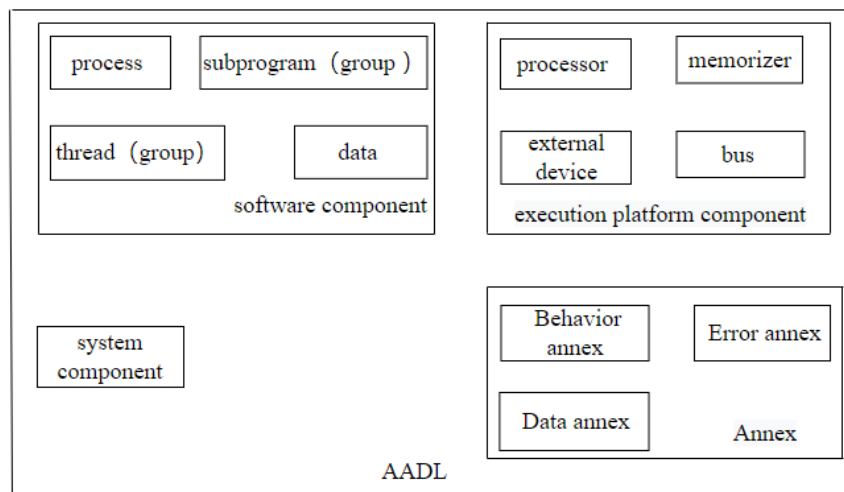 process
subprogram（group ）
thread（group）
data
software component
processor
memorizer
external
device
bus
execution platform component
system
component
Behavior
annex
Error annex
Data annex
Annex
AADL